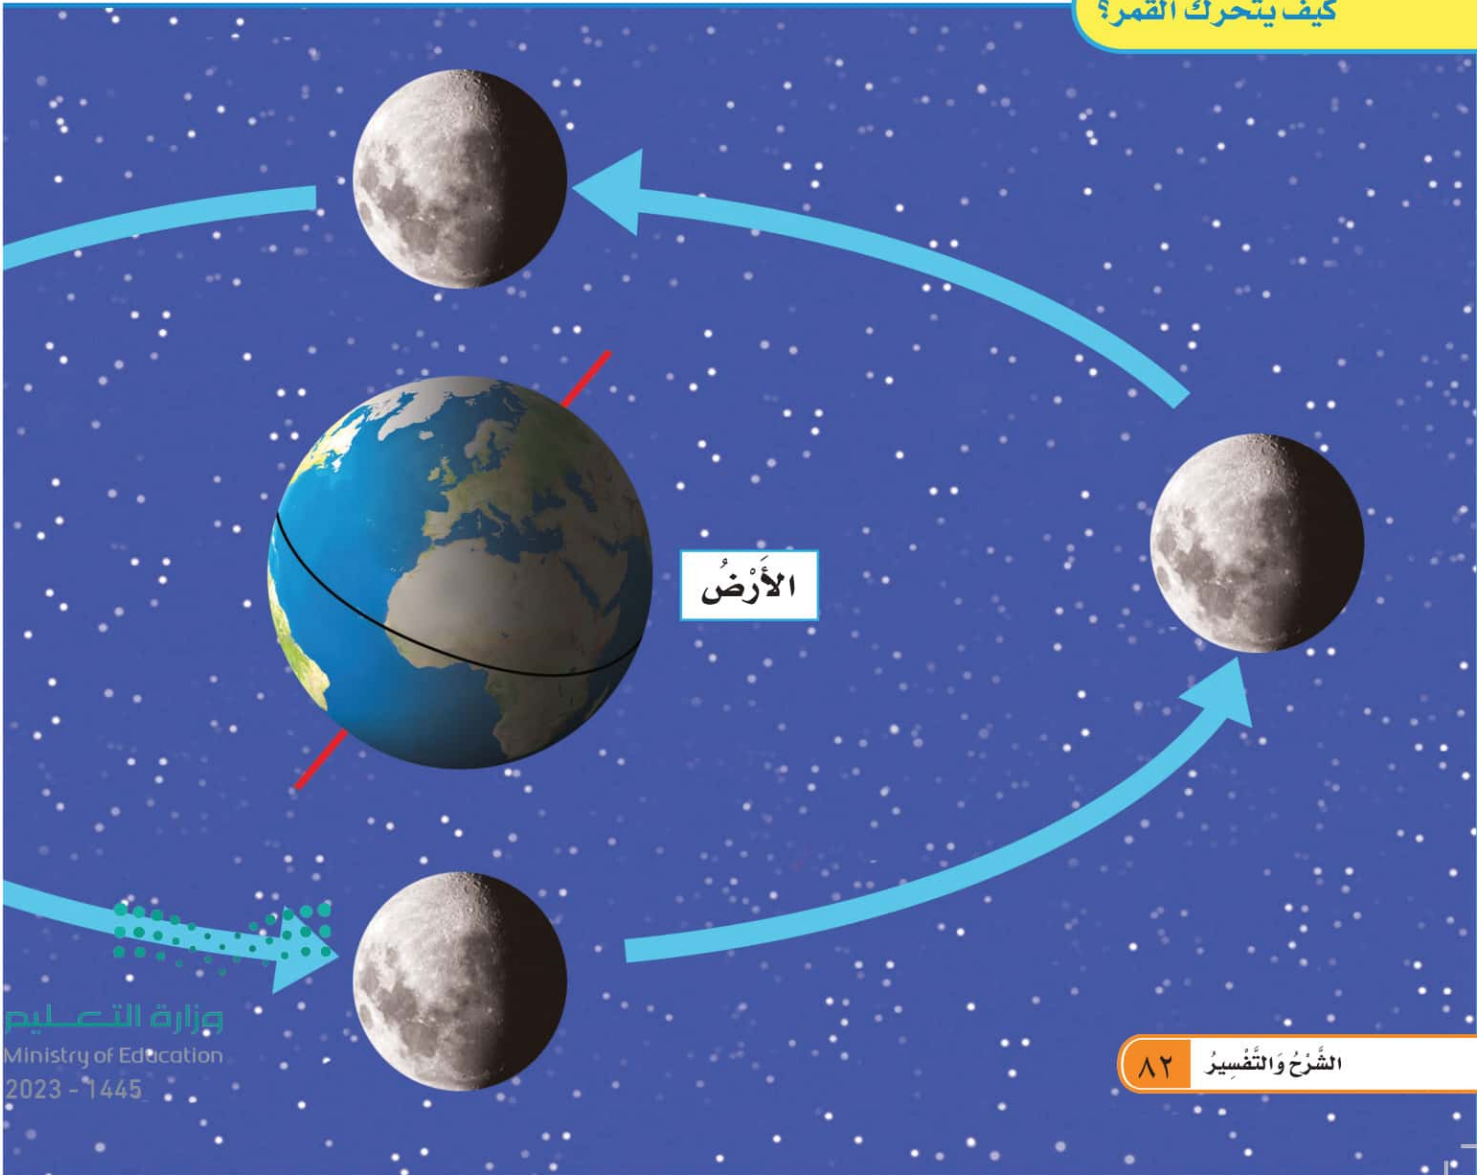 كيف يتحرك القمر؟
الأَرْضُ
وزارة التعليم
Ministry of Education
2023 - 1445
الشَّرْحُ وَالتَّفْسِيرُ ٨٢